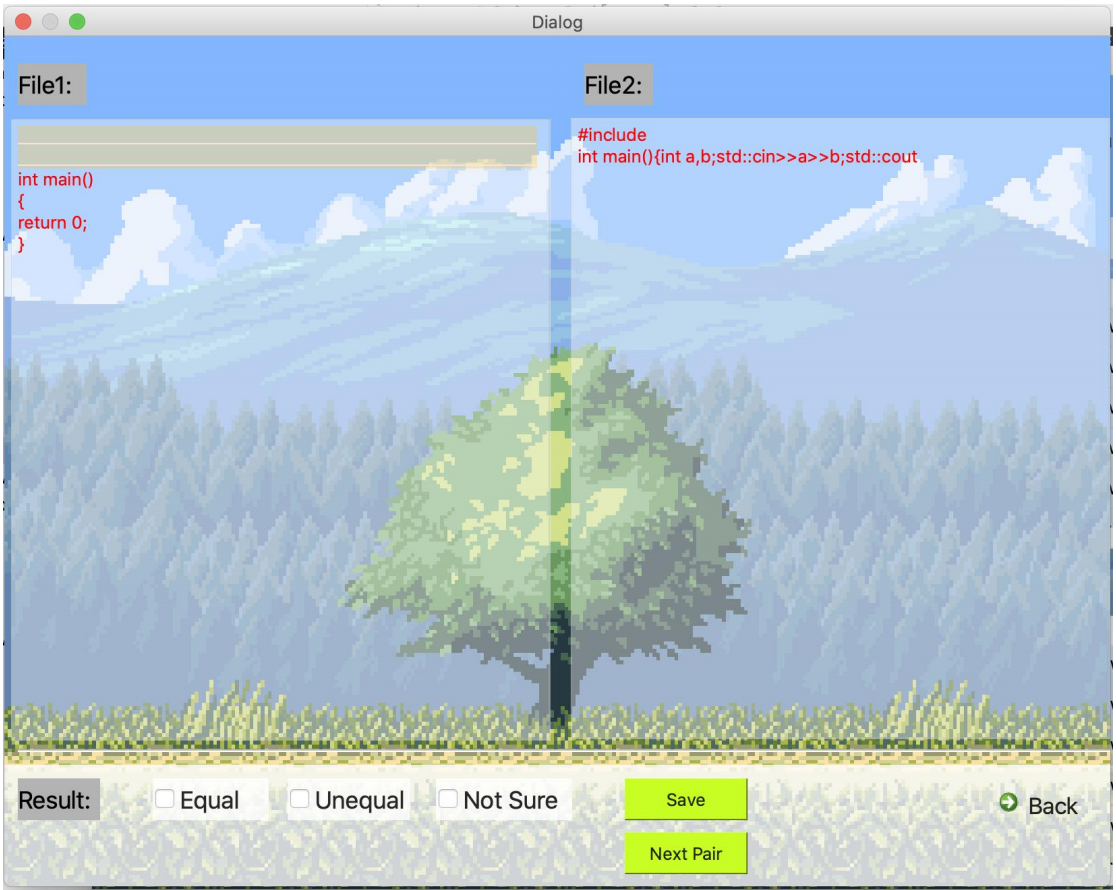 Dialog
File1:
File2:
int main()
{
return 0;
}
#include
int main(){int a,b;std::cin>>a>>b;std::cout
Result:
Equal
Unequal
Not Sure
Save
Back
Next Pair